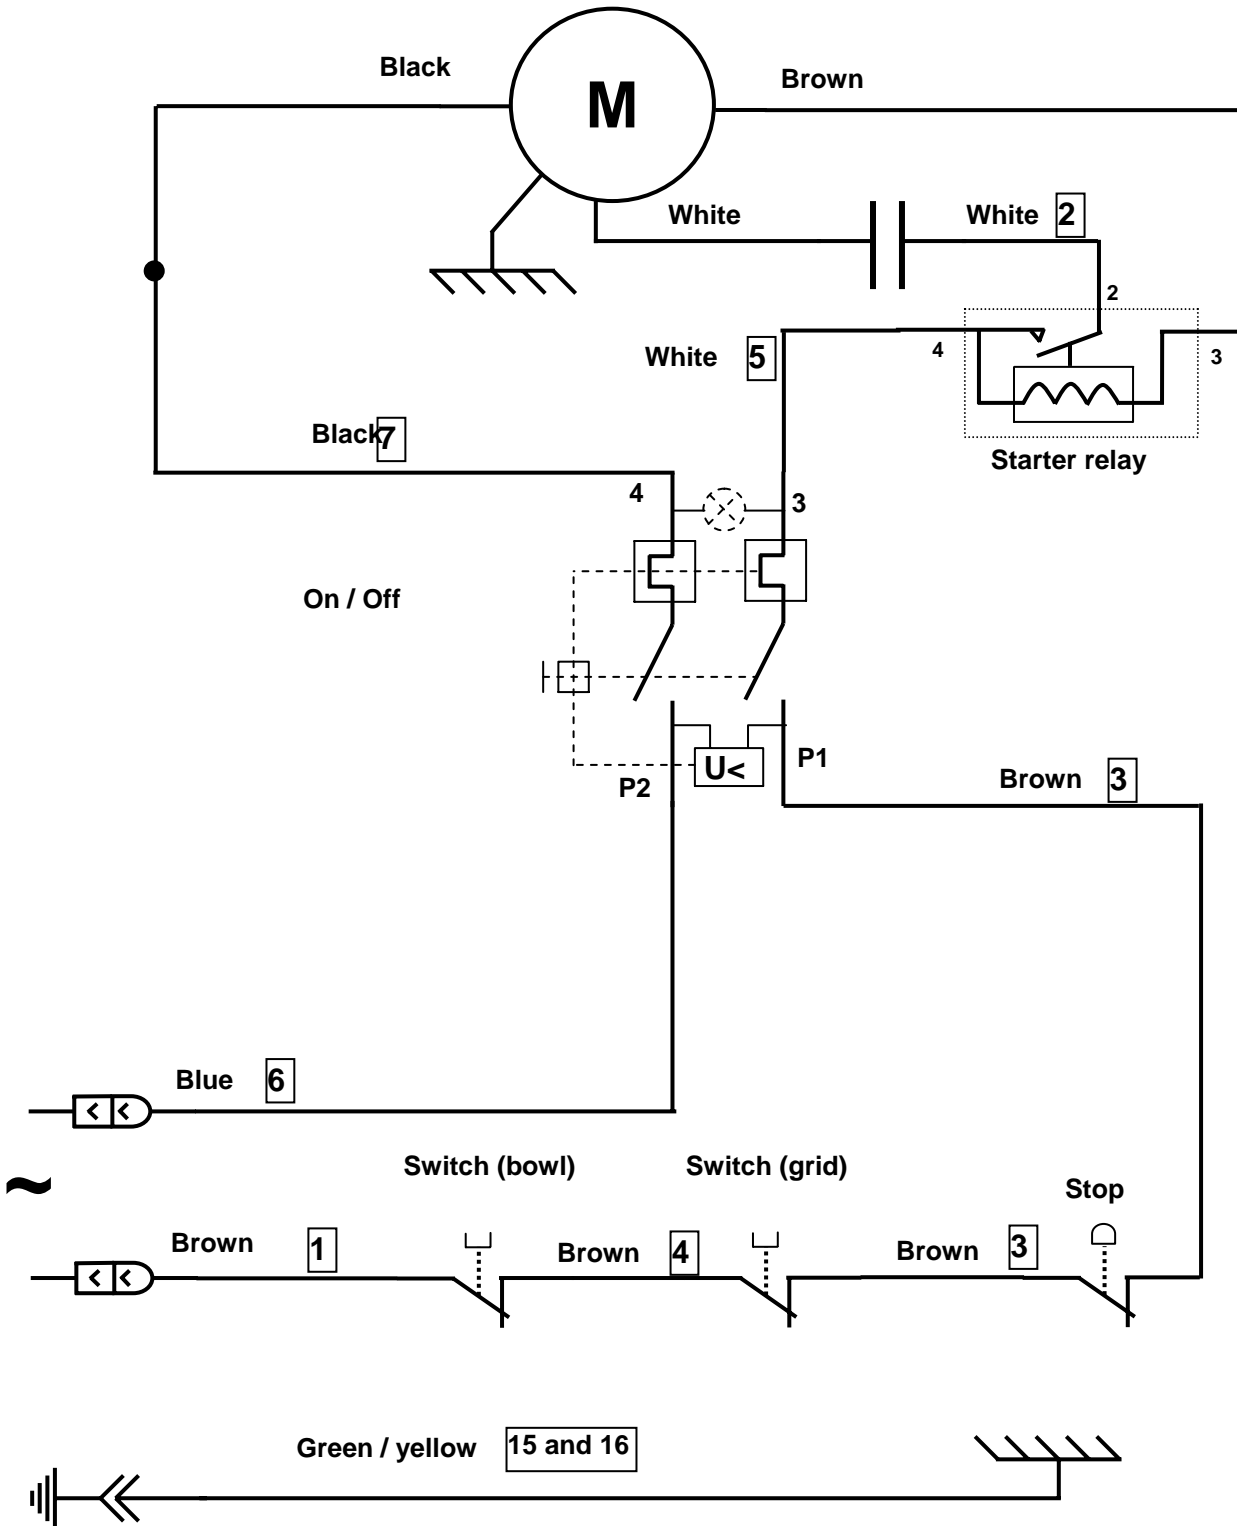 Black
M
Brown
White
White 2
2
White 5
4
3
Black 7
Starter relay
4
3
On / Off
P1
U<
P2
Brown 3
Blue 6
Switch (bowl)
Switch (grid)
Stop
~
Brown 1
Brown 4
Brown 3
Green / yellow 15 and 16